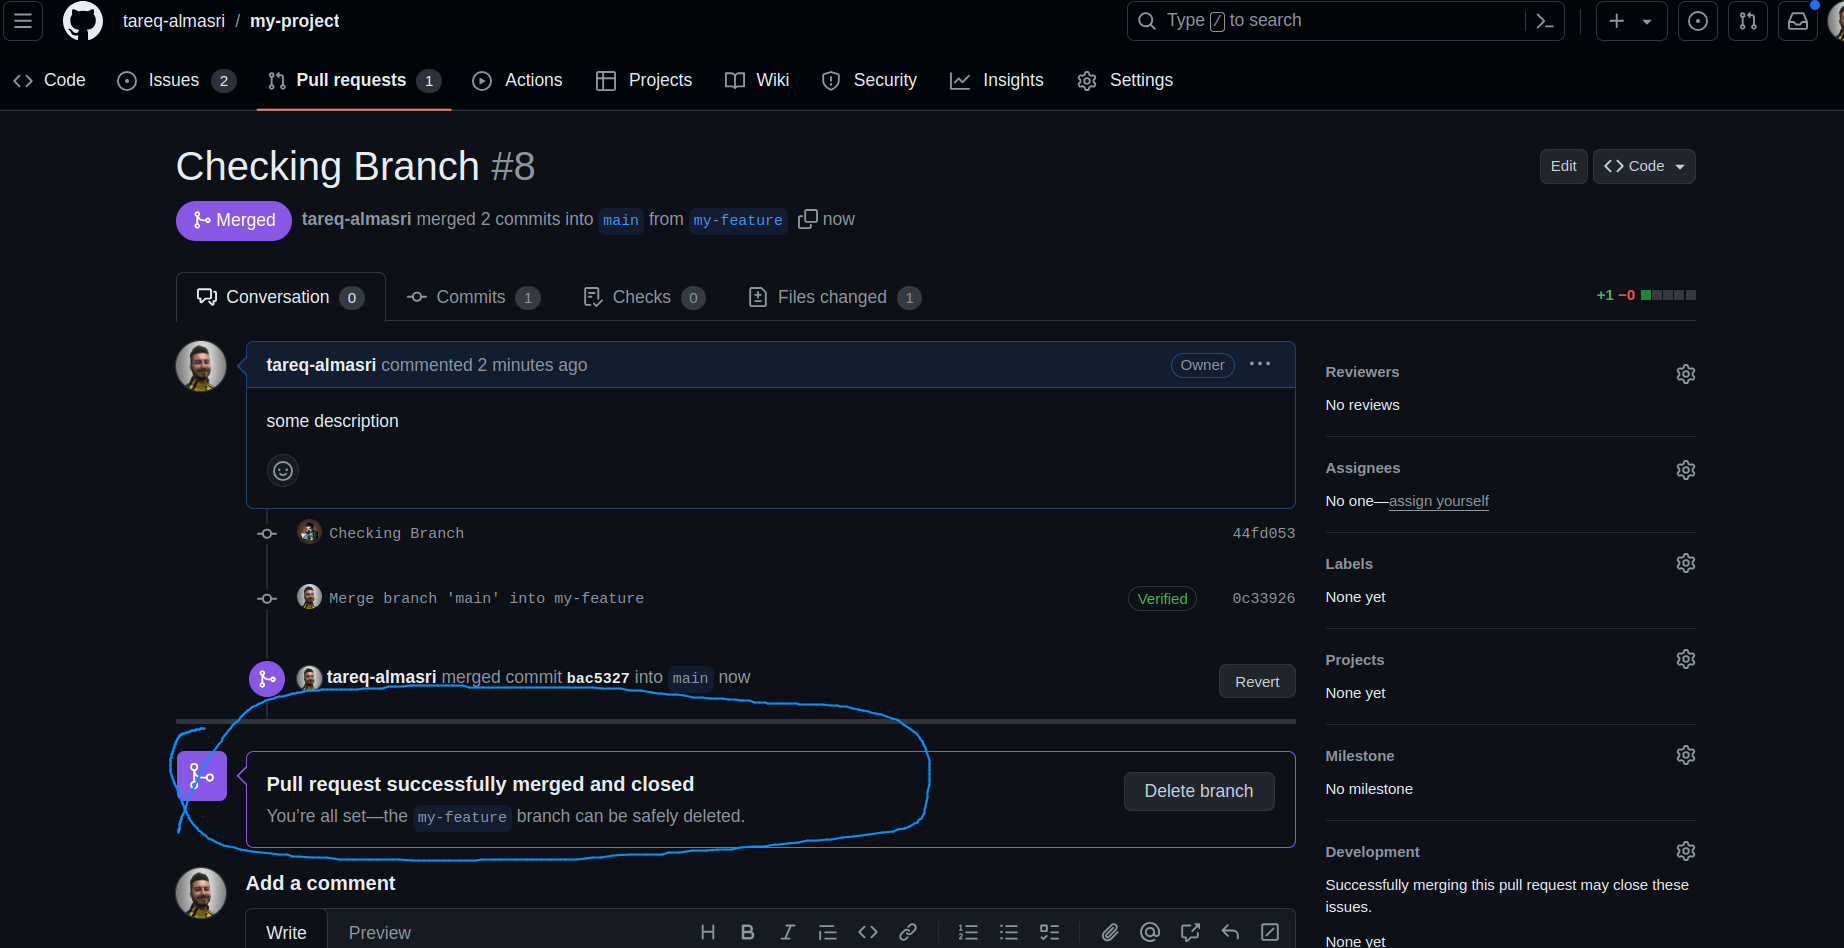 tareq-almasri / my-project
Type / to search
Code
Issues 2
Pull requests 1
Actions
Projects
Wiki
Security
Insights
Settings
Checking Branch #8
Edit
Code
Merged
tareq-almasri merged 2 commits into main from my-feature now
Conversation 0
Commits 1
Checks 0
Files changed 1
+1 −0
tareq-almasri commented 2 minutes ago
Owner
some description
Checking Branch
44fd053
Merge branch 'main' into my-feature
Verified
0c33926
tareq-almasri merged commit bac5327 into main now
Revert
Pull request successfully merged and closed
You're all set—the my-feature branch can be safely deleted.
Delete branch
Add a comment
Write
Preview
Reviewers
No reviews
Assignees
No one—assign yourself
Labels
None yet
Projects
None yet
Milestone
No milestone
Development
Successfully merging this pull request may close these
issues.
None yet